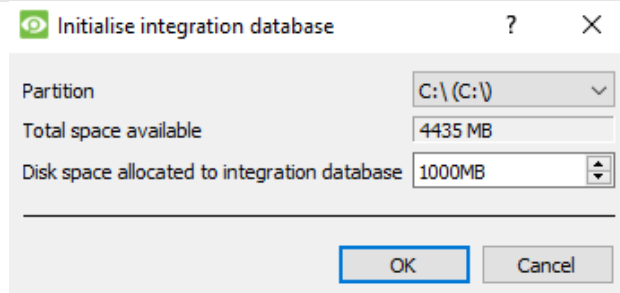 Initialise integration database ?
Partition C:\ (C:\)
Total space available 4435 MB
Disk space allocated to integration database 1000MB
OK Cancel